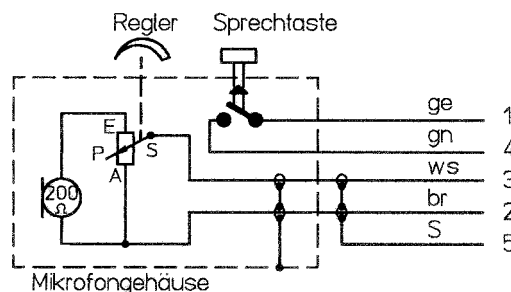 Regler Sprechtaste
ge 1
gn 4
E
P S
ws 3
A
200
Ω
br 2
S 5
Mikrofongehäuse